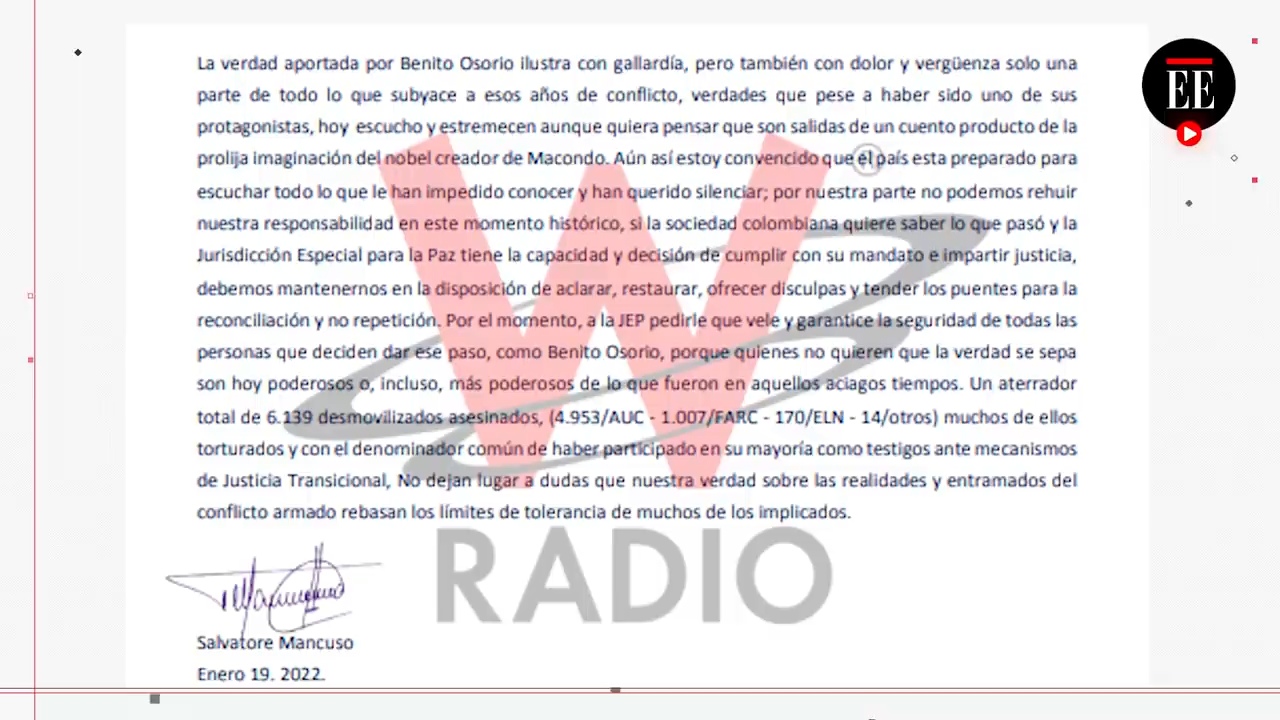 La verdad aportada por Benito Osorio ilustra con gallardía, pero también con dolor y vergüenza solo una
parte de todo lo que subyace a esos años de conflicto, verdades que pese a haber sido uno de sus
protagonistas, hoy escucho y estremecen aunque quiera pensar que son salidas de un cuento producto de la
prolija imaginación del nobel creador de Macondo. Aún así estoy convencido que el país esta preparado para
escuchar todo lo que le han impedido conocer y han querido silenciar; por nuestra parte no podemos rehuir
nuestra responsabilidad en este momento histórico, si la sociedad colombiana quiere saber lo que pasó y la
Jurisdicción Especial para la Paz tiene la capacidad y decisión de cumplir con su mandato e impartir justicia,
debemos mantenernos en la disposición de aclarar, restaurar, ofrecer disculpas y tender los puentes para la
reconciliación y no repetición. Por el momento, a la JEP pedirle que vele y garantice la seguridad de todas las
personas que deciden dar ese paso, como Benito Osorio, porque quienes no quieren que la verdad se sepa
son hoy poderosos o, incluso, más poderosos de lo que fueron en aquellos aciagos tiempos. Un aterrador
total de 6.139 desmovilizados asesinados, (4.953/AUC - 1.007/FARC - 170/ELN - 14/otros) muchos de ellos
torturados y con el denominador común de haber participado en su mayoría como testigos ante mecanismos
de Justicia Transicional, No dejan lugar a dudas que nuestra verdad sobre las realidades y entramados del
conflicto armado rebasan los límites de tolerancia de muchos de los implicados.
Salvatore Mancuso
Enero 19. 2022.
W
RADIO
EE